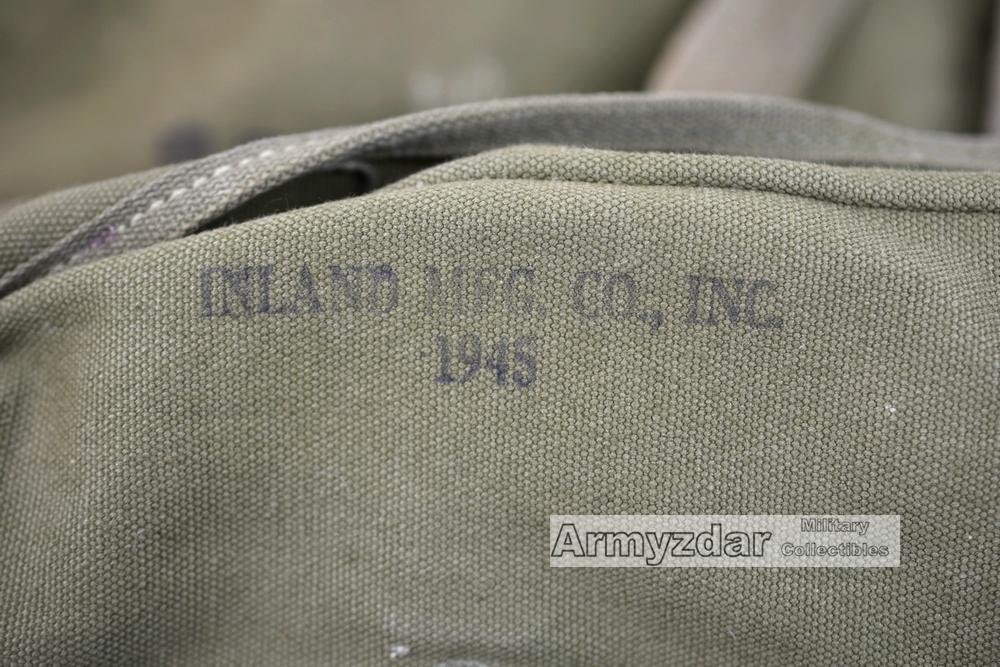 INLAND MFG. CO., INC.
1945
Armyzdar Military Collectibles